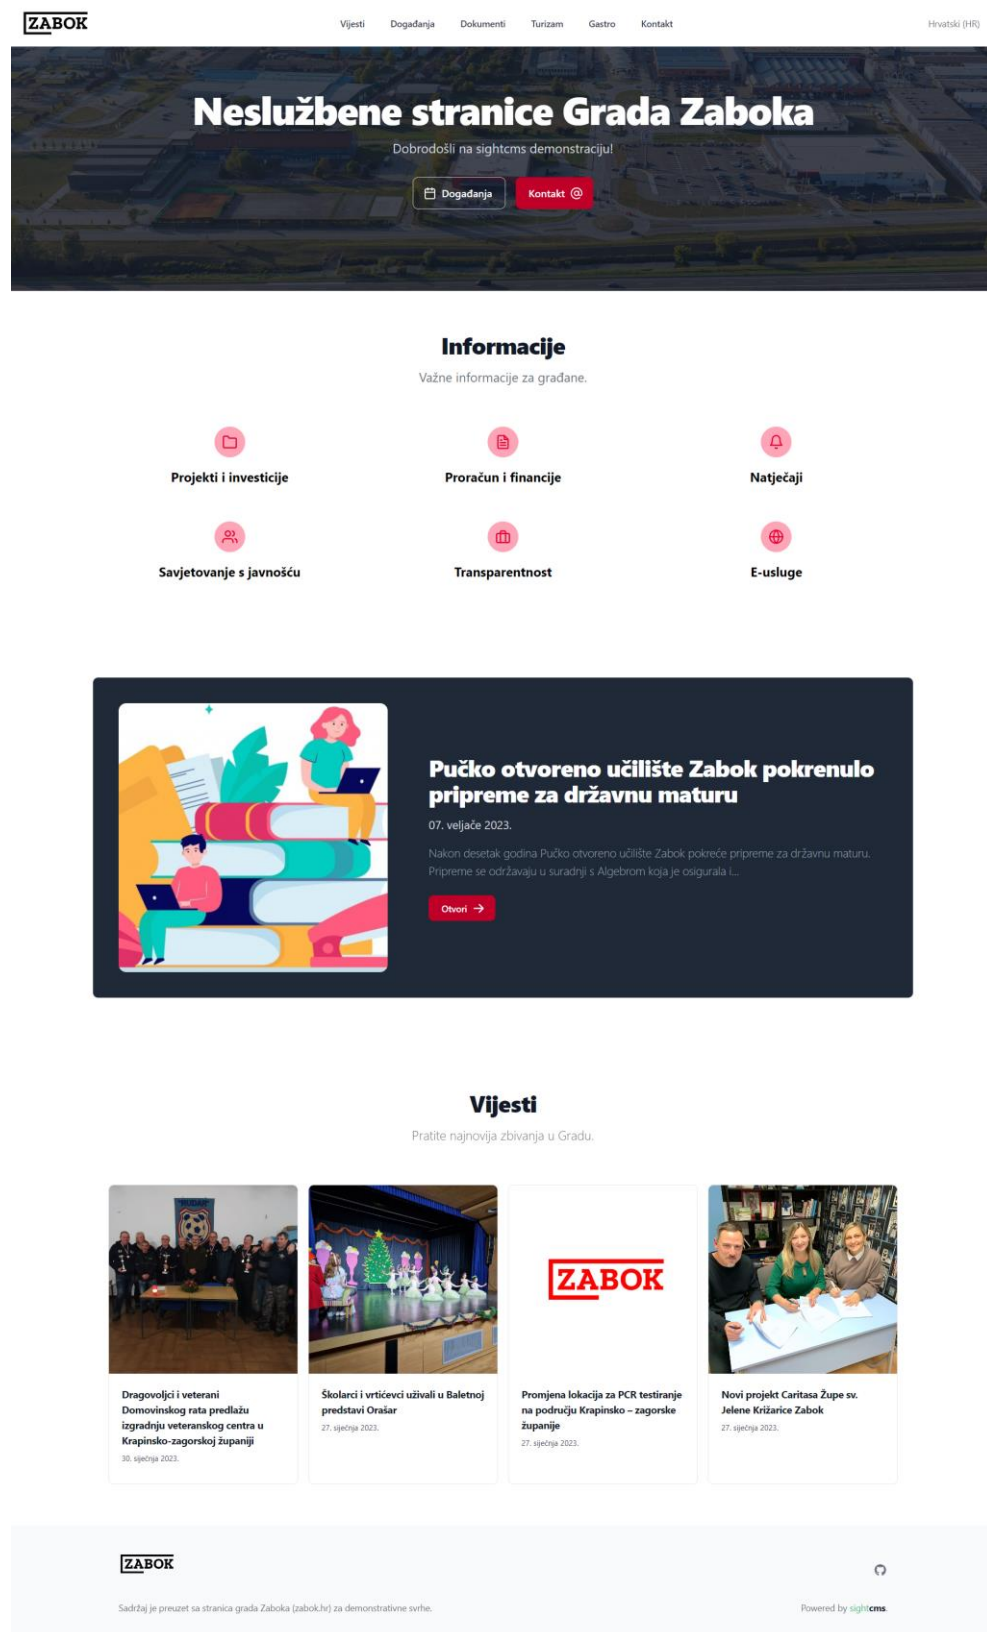 ZABOK
Vijesti Događanja Dokumenti Turizam Gastro Kontakt
Hrvatski (HR)
Neslužbene stranice Grada Zaboka
Dobrodošli na sightcms demonstraciju!
Događanja Kontakt
Informacije
Važne informacije za građane.
Projekti i investicije
Proračun i financije
Natječaji
Savjetovanje s javnošću
Transparentnost
E-usluge
Pučko otvoreno učilište Zabok pokrenulo
pripreme za državnu maturu
07. veljače 2023.
Nakon desetak godina Pučko otvoreno učilište Zabok pokreće pripreme za državnu maturu.
Pripreme se održavaju u suradnji s Algebrom koja je osigurala i...
Otvori
Vijesti
Pratite najnovija zbivanja u Gradu.
"RUDAR"
Dragovoljci i veterani
Domovinskog rata predlažu
izgradnju veteranskog centra u
Krapinsko-zagorskoj županiji
30. siječnja 2023.
Školarci i vrtićevci uživali u Baletnoj
predstavi Orašar
27. siječnja 2023.
ZABOK
Promjena lokacija za PCR testiranje
na području Krapinsko – zagorske
županije
27. siječnja 2023.
Novi projekt Caritasa Župe sv.
Jelene Križarice Zabok
27. siječnja 2023.
ZABOK
Sadržaj je preuzet sa stranica grada Zaboka (zabok.hr) za demonstrativne svrhe.
Powered by sightcms.